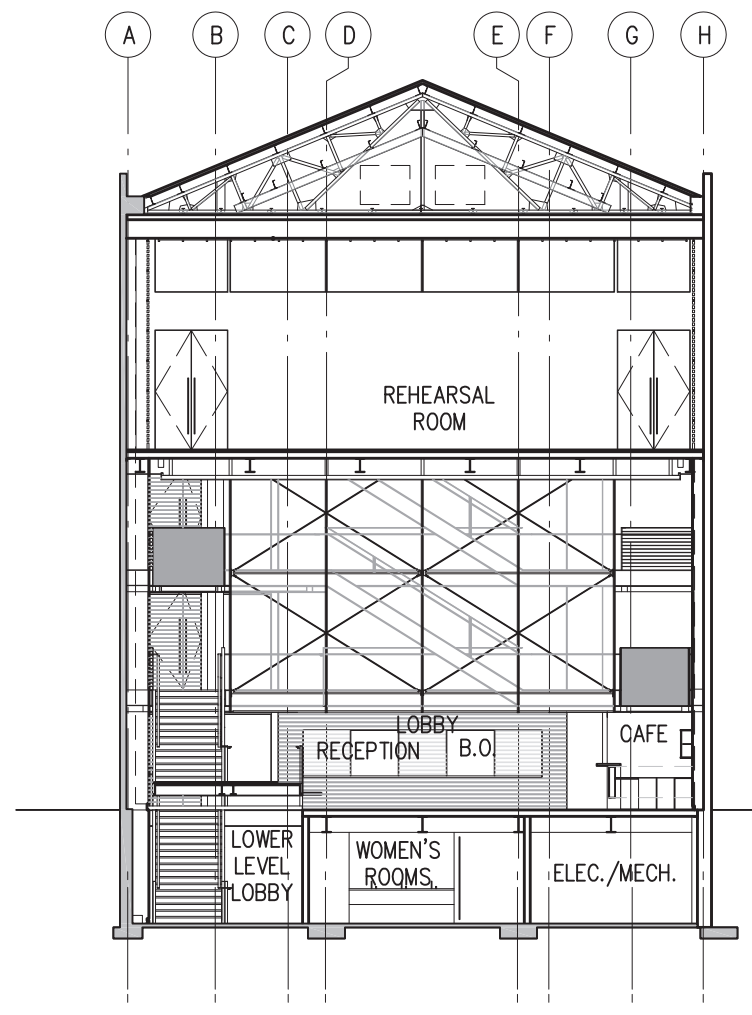 A B C D E F G H
REHEARSAL
ROOM
LOBBY
RECEPTION B.O.
CAFE
LOWER
LEVEL
LOBBY
WOMEN'S
ROOMS
ELEC./MECH.